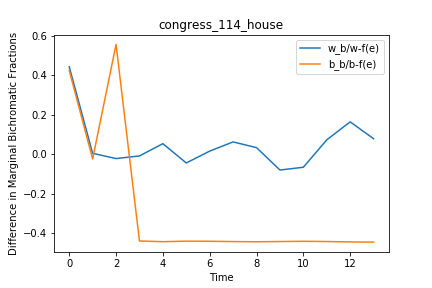 congress_114_house
Difference in Marginal Bichromatic Fractions
0.6
0.4
0.2
0.0
−0.2
−0.4
w_b/w-f(e)
b_b/b-f(e)
0 2 4 6 8 10 12
Time